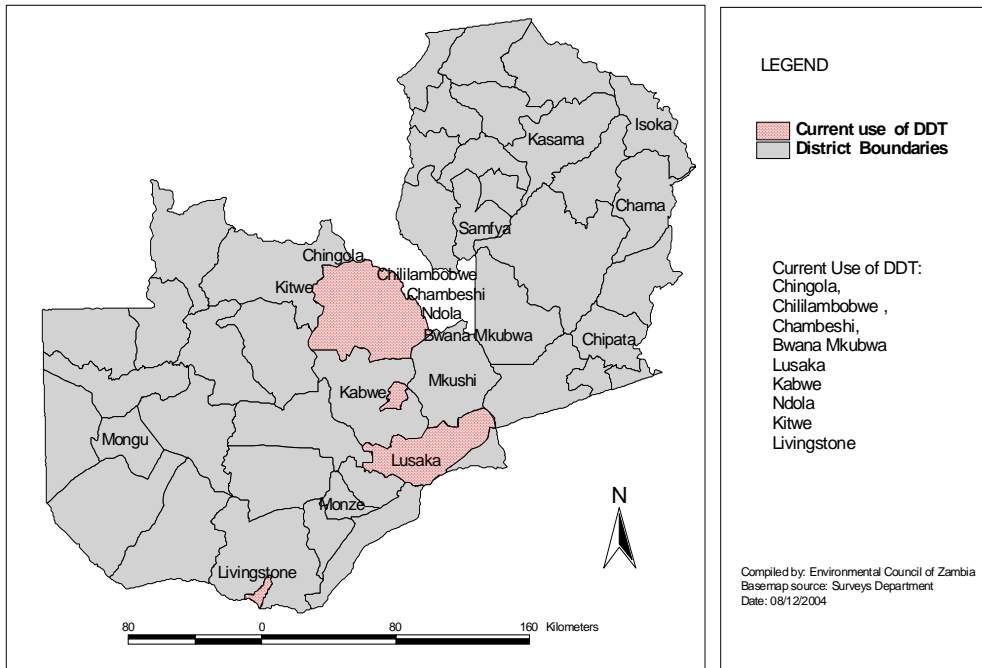 Isoka
Kasama
Chama
Samfya
Chingola
Chililambobwe
Kitwe
Chambeshi
Ndola
Bwana Mkubwa
Chipata
Mkushi
Kabwe
Mongu
Lusaka
Monze
N
Livingstone
80 0 80 160 Kilometers
LEGEND
Current use of DDT
District Boundaries
Current Use of DDT:
Chingola,
Chililambobwe ,
Chambeshi,
Bwana Mkubwa
Lusaka
Kabwe
Ndola
Kitwe
Livingstone
Compiled by: Environmental Council of Zambia
Basemap source: Surveys Department
Date: 08/12/2004